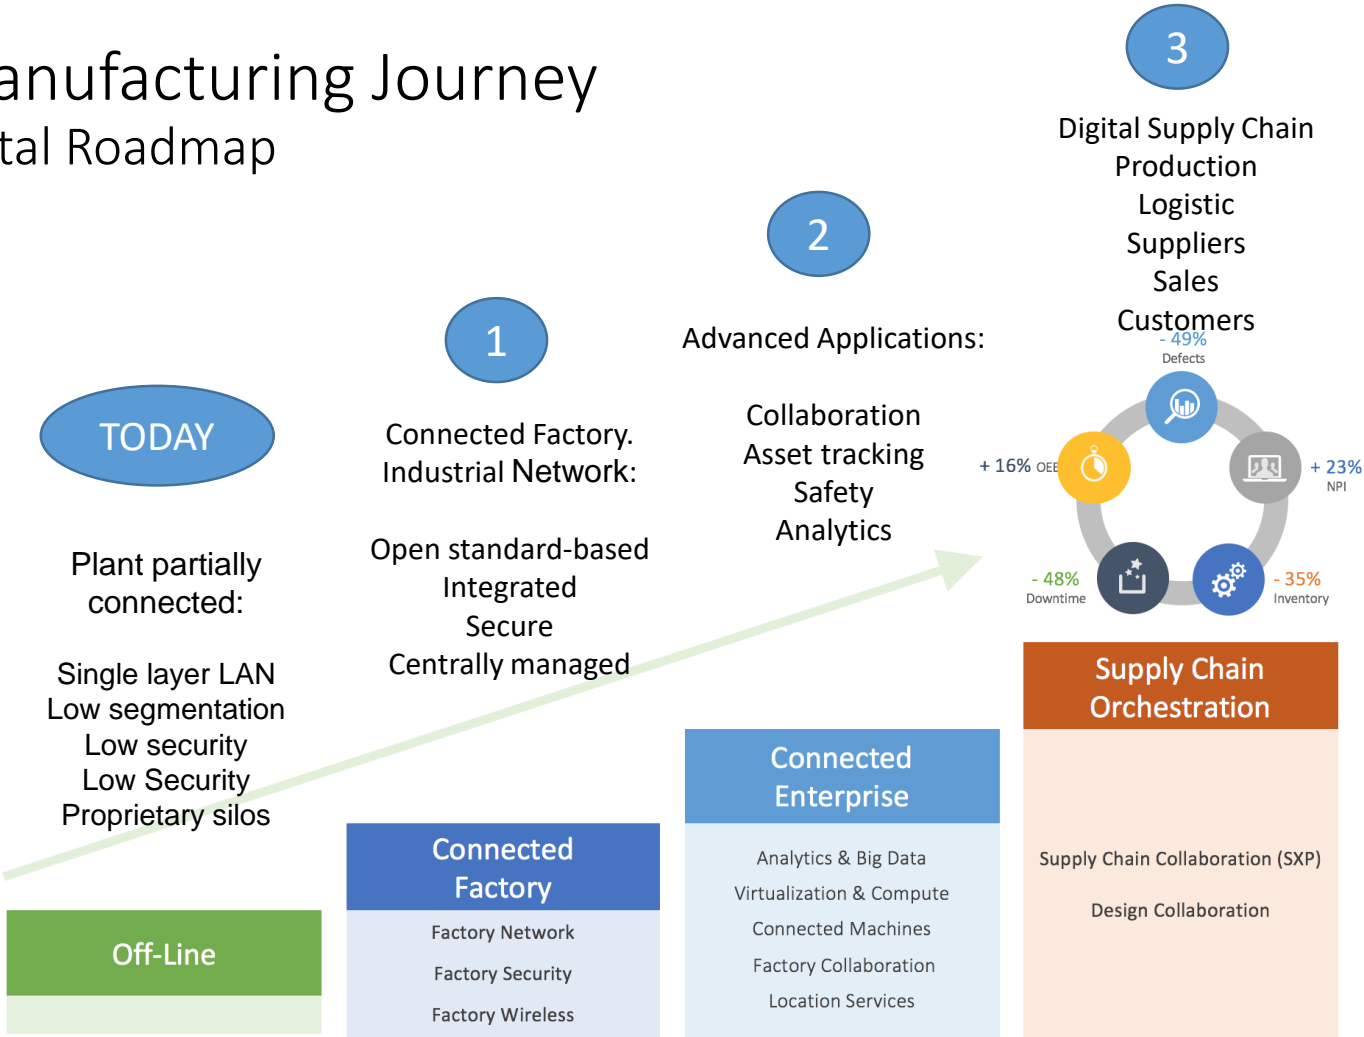 anufacturing Journey
tal Roadmap
TODAY
Plant partially
connected:
Single layer LAN
Low segmentation
Low security
Low Security
Proprietary silos
Off-Line
1
Connected Factory.
Industrial Network:
Open standard-based
Integrated
Secure
Centrally managed
Connected
Factory
Factory Network
Factory Security
Factory Wireless
2
Advanced Applications:
Collaboration
Asset tracking
Safety
Analytics
Connected
Enterprise
Analytics & Big Data
Virtualization & Compute
Connected Machines
Factory Collaboration
Location Services
3
Digital Supply Chain
Production
Logistic
Suppliers
Sales
Customers
- 49%
Defects
+ 16% OEE
+ 23%
NPI
- 48%
Downtime
- 35%
Inventory
Supply Chain
Orchestration
Supply Chain Collaboration (SXP)
Design Collaboration